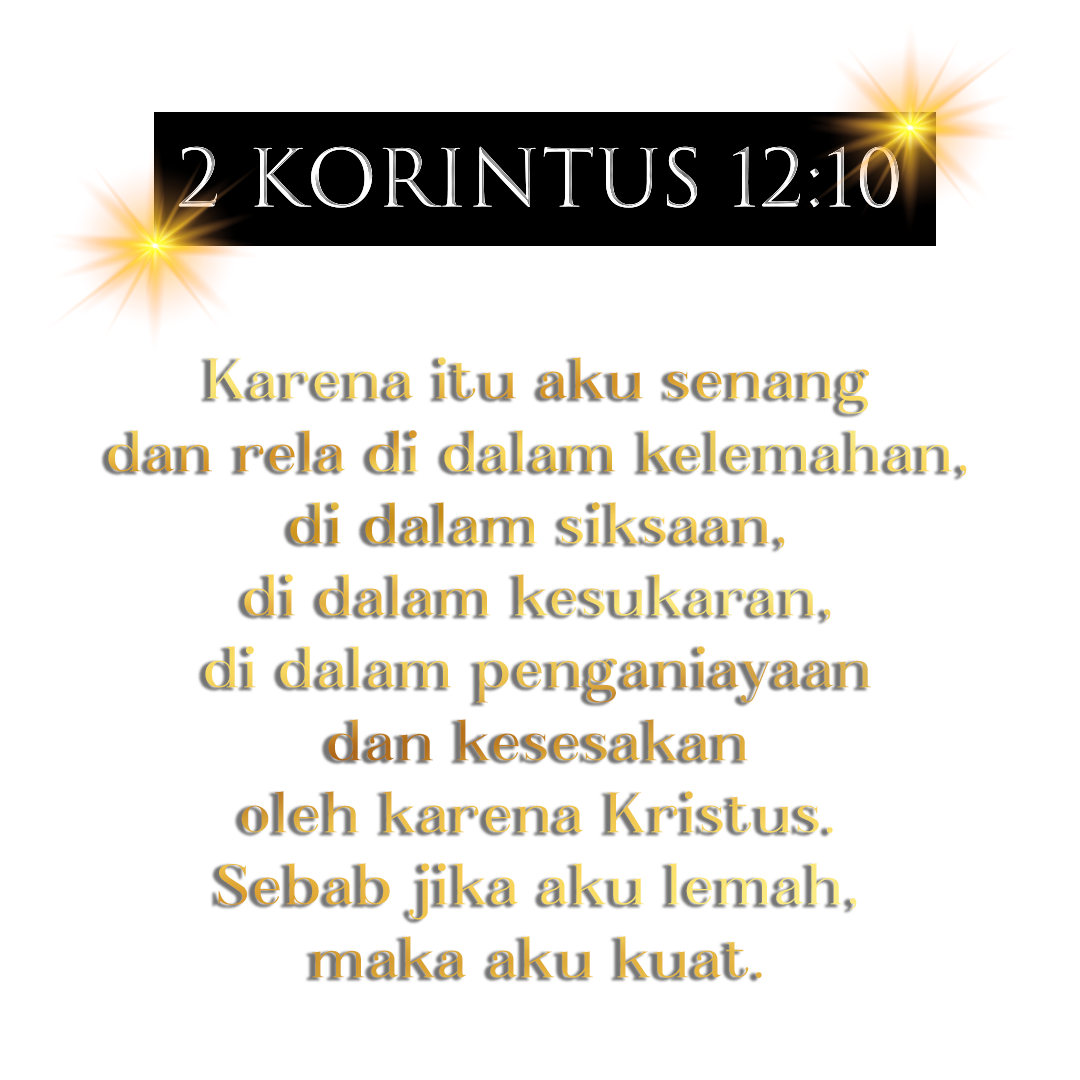 2 KORINTUS 12:10
Karena itu aku senang
dan rela di dalam kelemahan,
di dalam siksaan,
di dalam kesukaran,
di dalam penganiayaan
dan kesesakan
oleh karena Kristus.
Sebab jika aku lemah,
maka aku kuat.